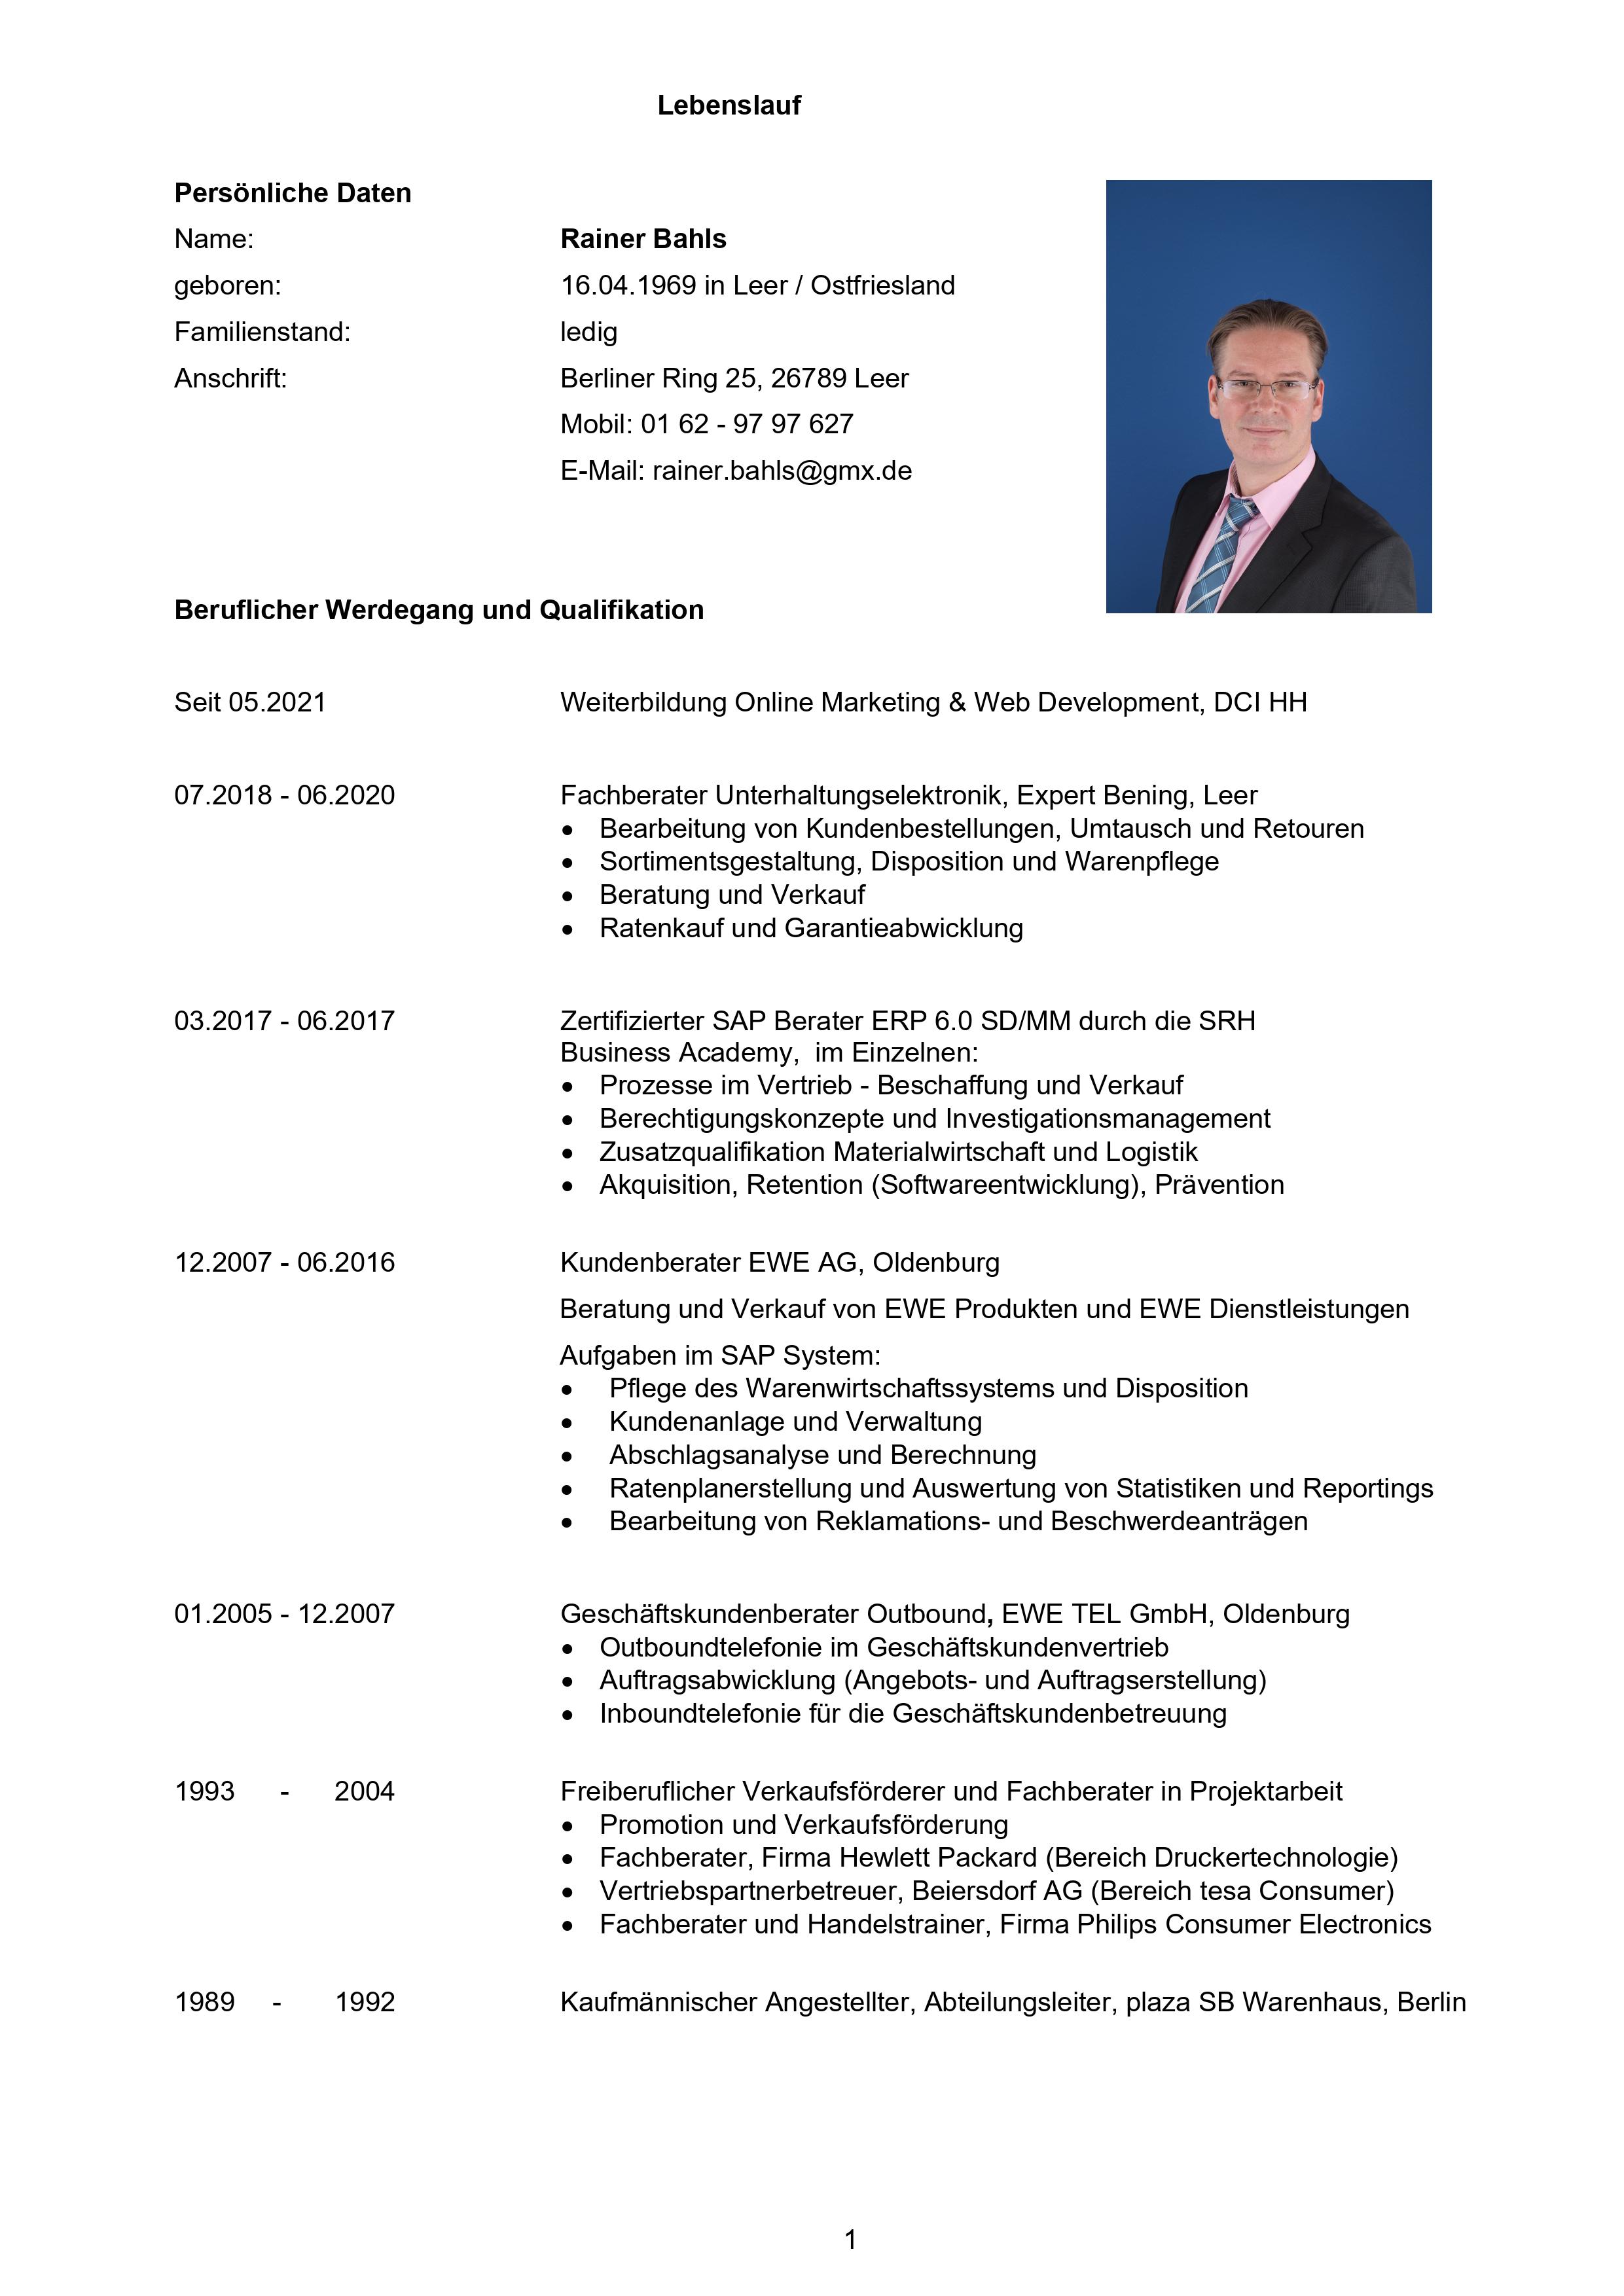 Lebenslauf
Persönliche Daten
Name: Rainer Bahls
geboren: 16.04.1969 in Leer / Ostfriesland
Familienstand: ledig
Anschrift: Berliner Ring 25, 26789 Leer
Mobil: 01 62 - 97 97 627
E-Mail: rainer.bahls@gmx.de
Beruflicher Werdegang und Qualifikation
Seit 05.2021 Weiterbildung Online Marketing & Web Development, DCI HH
07.2018 - 06.2020 Fachberater Unterhaltungselektronik, Expert Bening, Leer
• Bearbeitung von Kundenbestellungen, Umtausch und Retouren
• Sortimentsgestaltung, Disposition und Warenpflege
• Beratung und Verkauf
• Ratenkauf und Garantieabwicklung
03.2017 - 06.2017 Zertifizierter SAP Berater ERP 6.0 SD/MM durch die SRH
Business Academy, im Einzelnen:
• Prozesse im Vertrieb - Beschaffung und Verkauf
• Berechtigungskonzepte und Investigationsmanagement
• Zusatzqualifikation Materialwirtschaft und Logistik
• Akquisition, Retention (Softwareentwicklung), Prävention
12.2007 - 06.2016 Kundenberater EWE AG, Oldenburg
Beratung und Verkauf von EWE Produkten und EWE Dienstleistungen
Aufgaben im SAP System:
• Pflege des Warenwirtschaftssystems und Disposition
• Kundenanlage und Verwaltung
• Abschlagsanalyse und Berechnung
• Ratenplanerstellung und Auswertung von Statistiken und Reportings
• Bearbeitung von Reklamations- und Beschwerdeanträgen
01.2005 - 12.2007 Geschäftskundenberater Outbound, EWE TEL GmbH, Oldenburg
• Outboundtelefonie im Geschäftskundenvertrieb
• Auftragsabwicklung (Angebots- und Auftragserstellung)
• Inboundtelefonie für die Geschäftskundenbetreuung
1993 - 2004 Freiberuflicher Verkaufsförderer und Fachberater in Projektarbeit
• Promotion und Verkaufsförderung
• Fachberater, Firma Hewlett Packard (Bereich Druckertechnologie)
• Vertriebspartnerbetreuer, Beiersdorf AG (Bereich tesa Consumer)
• Fachberater und Handelstrainer, Firma Philips Consumer Electronics
1989 - 1992 Kaufmännischer Angestellter, Abteilungsleiter, plaza SB Warenhaus, Berlin
1